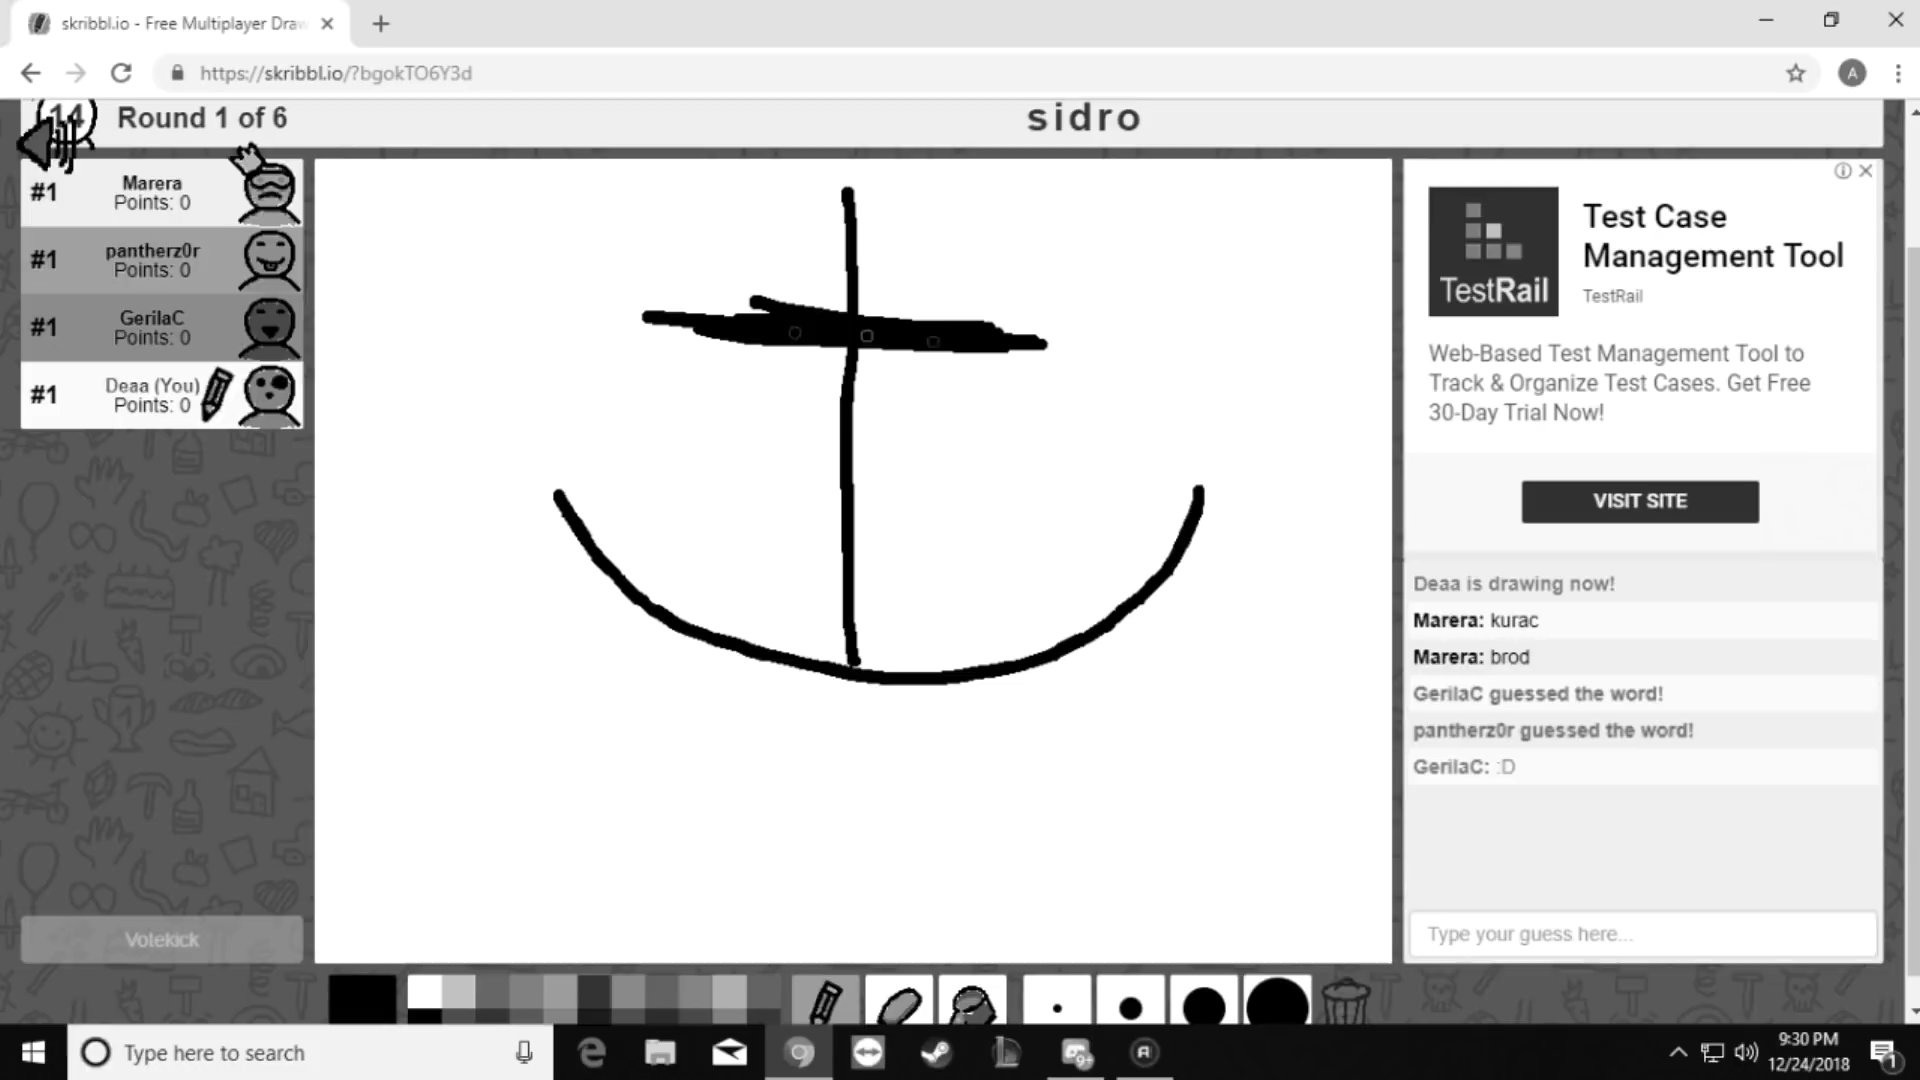 skribbl.io - Free Multiplayer Draw
https://skribbl.io/?bgokTO6Y3d
A
14
Round 1 of 6
sidro
#1
Marera
Points: 0
#1
pantherz0r
Points: 0
#1
GerilaC
Points: 0
#1
Deaa (You)
Points: 0
Votekick
TestRail
Test Case
Management Tool
TestRail
Web-Based Test Management Tool to
Track & Organize Test Cases. Get Free
30-Day Trial Now!
VISIT SITE
Deaa is drawing now!
Marera: kurac
Marera: brod
GerilaC guessed the word!
pantherz0r guessed the word!
GerilaC: :D
Type your guess here...
Type here to search
9+
9:30 PM
12/24/2018
1